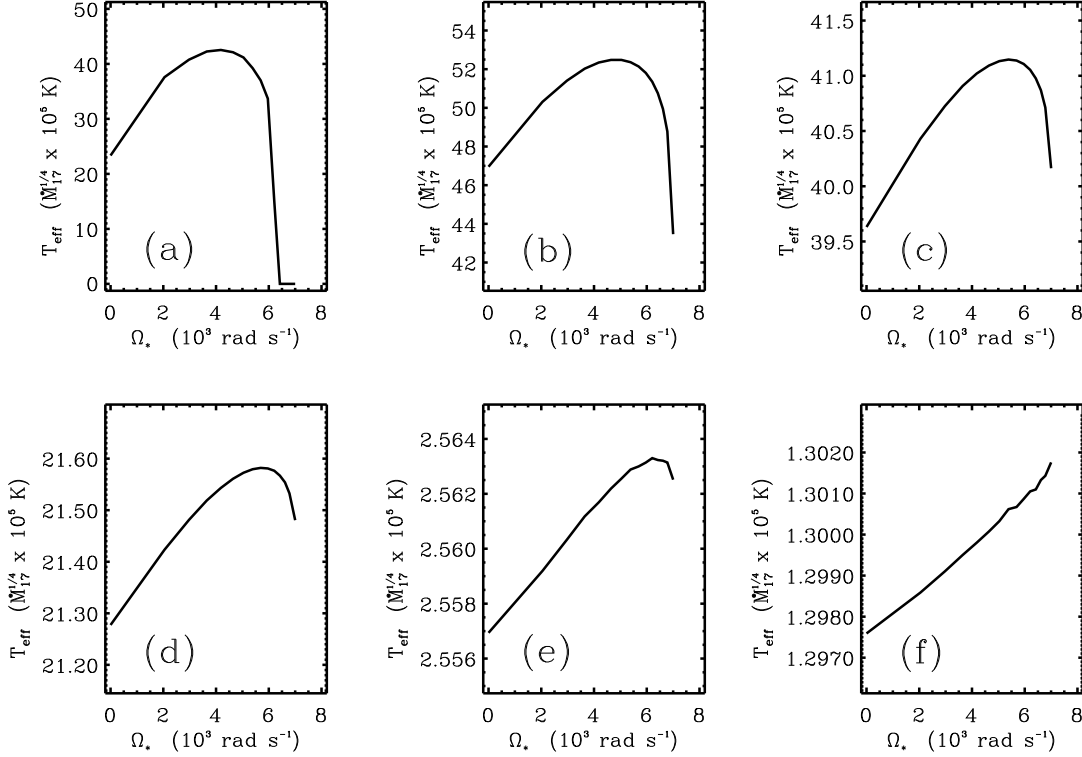 50
40
30
20
10
0
T_eff (Ṁ_17^1/4 x 10^5 K)
(a)
0 2 4 6 8
Ω_* (10^3 rad s^-1)
54
52
50
48
46
44
42
T_eff (Ṁ_17^1/4 x 10^5 K)
(b)
0 2 4 6 8
Ω_* (10^3 rad s^-1)
41.5
41.0
40.5
40.0
39.5
T_eff (Ṁ_17^1/4 x 10^5 K)
(c)
0 2 4 6 8
Ω_* (10^3 rad s^-1)
21.60
21.50
21.40
21.30
21.20
T_eff (Ṁ_17^1/4 x 10^5 K)
(d)
0 2 4 6 8
Ω_* (10^3 rad s^-1)
2.564
2.562
2.560
2.558
2.556
T_eff (Ṁ_17^1/4 x 10^5 K)
(e)
0 2 4 6 8
Ω_* (10^3 rad s^-1)
1.3020
1.3010
1.3000
1.2990
1.2980
1.2970
T_eff (Ṁ_17^1/4 x 10^5 K)
(f)
0 2 4 6 8
Ω_* (10^3 rad s^-1)